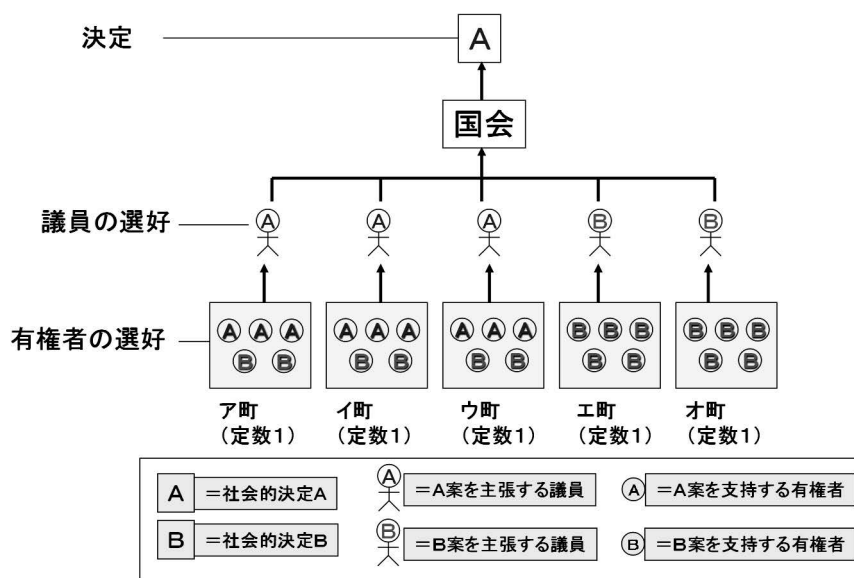 決定
A
国会
議員の選好
A A A B B
有権者の選好
A A A A A A A A A B B B B B B
B B B B B B B B B B
ア町 イ町 ウ町 エ町 オ町
(定数1) (定数1) (定数1) (定数1) (定数1)
A =社会的決定A A =A案を主張する議員 A =A案を支持する有権者
B =社会的決定B B =B案を主張する議員 B =B案を支持する有権者